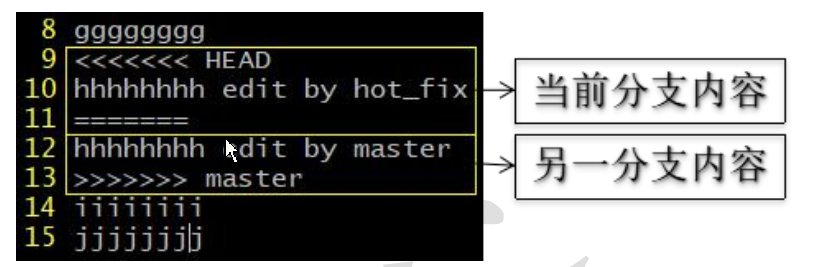 8 gggggggg
9 <<<<<<< HEAD
10 hhhhhhhh edit by hot_fix
当前分支内容
11 =======
12 hhhhhhhh edit by master
另一分支内容
13 >>>>>>> master
14 iiiiiiii
15 jjjjjjjj